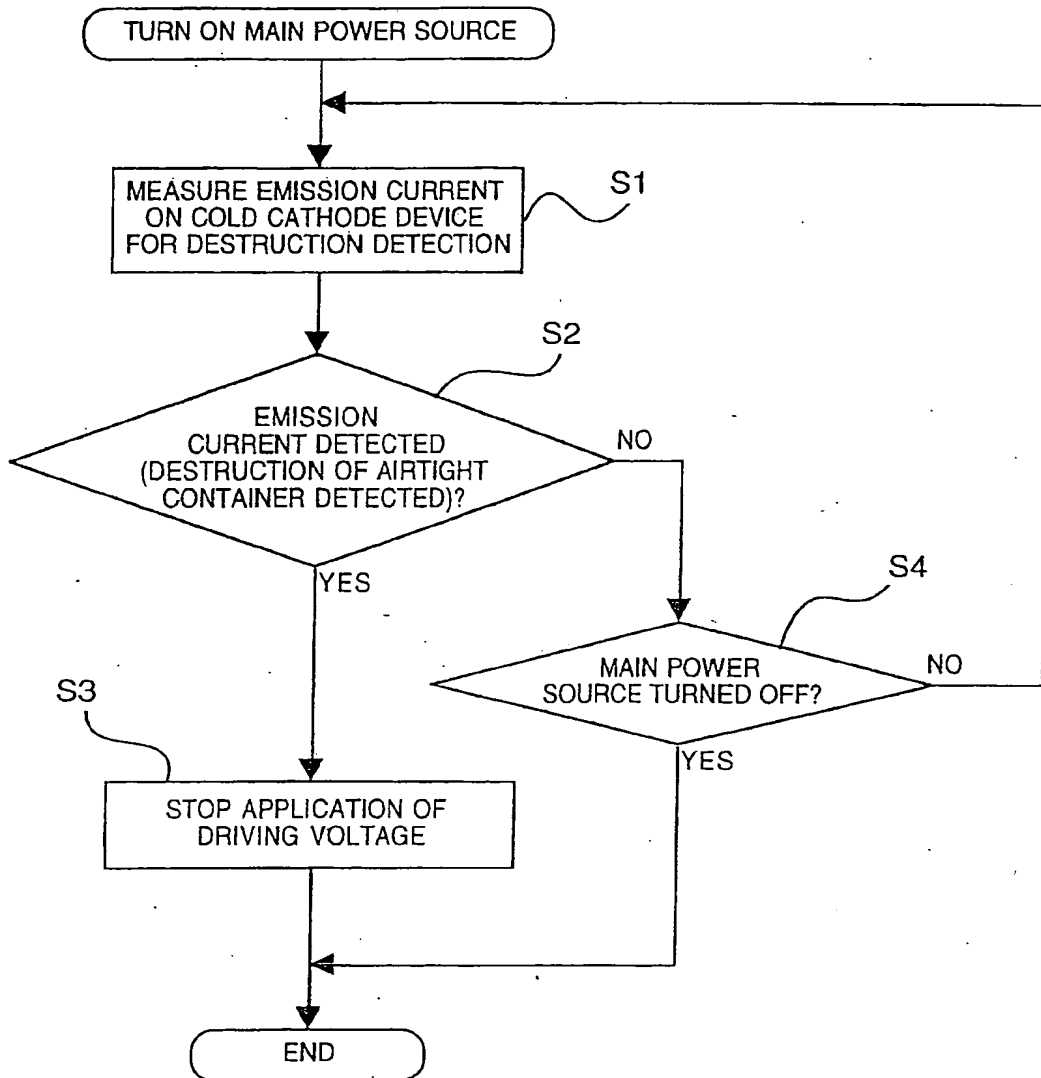 TURN ON MAIN POWER SOURCE
MEASURE EMISSION CURRENT
ON COLD CATHODE DEVICE
FOR DESTRUCTION DETECTION
S1
S2
EMISSION
CURRENT DETECTED
(DESTRUCTION OF AIRTIGHT
CONTAINER DETECTED)?
NO
YES
S4
MAIN POWER
SOURCE TURNED OFF?
NO
YES
S3
STOP APPLICATION OF
DRIVING VOLTAGE
END